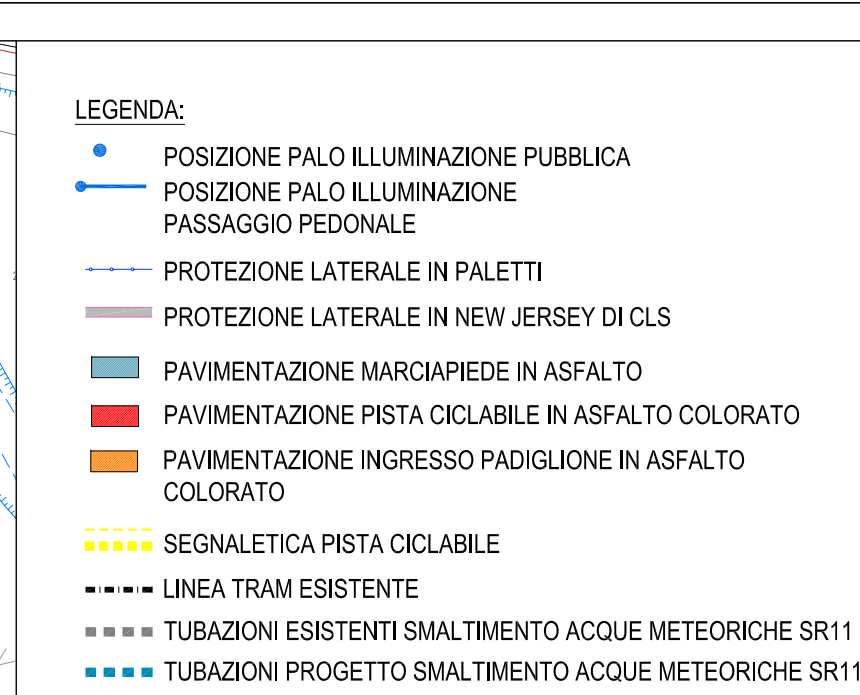 LEGENDA:
POSIZIONE PALO ILLUMINAZIONE PUBBLICA
POSIZIONE PALO ILLUMINAZIONE
PASSAGGIO PEDONALE
PROTEZIONE LATERALE IN PALETTI
PROTEZIONE LATERALE IN NEW JERSEY DI CLS
PAVIMENTAZIONE MARCIAPIEDE IN ASFALTO
PAVIMENTAZIONE PISTA CICLABILE IN ASFALTO COLORATO
PAVIMENTAZIONE INGRESSO PADIGLIONE IN ASFALTO
COLORATO
SEGNALETICA PISTA CICLABILE
LINEA TRAM ESISTENTE
TUBAZIONI ESISTENTI SMALTIMENTO ACQUE METEORICHE SR11
TUBAZIONI PROGETTO SMALTIMENTO ACQUE METEORICHE SR11